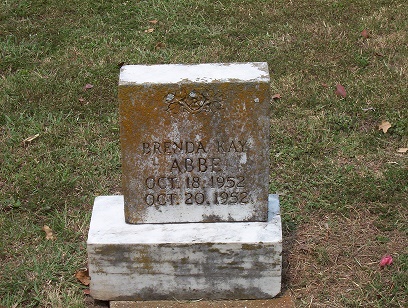 BRENDA KAY
ABBE
OCT. 18, 1952
OCT. 20, 1952